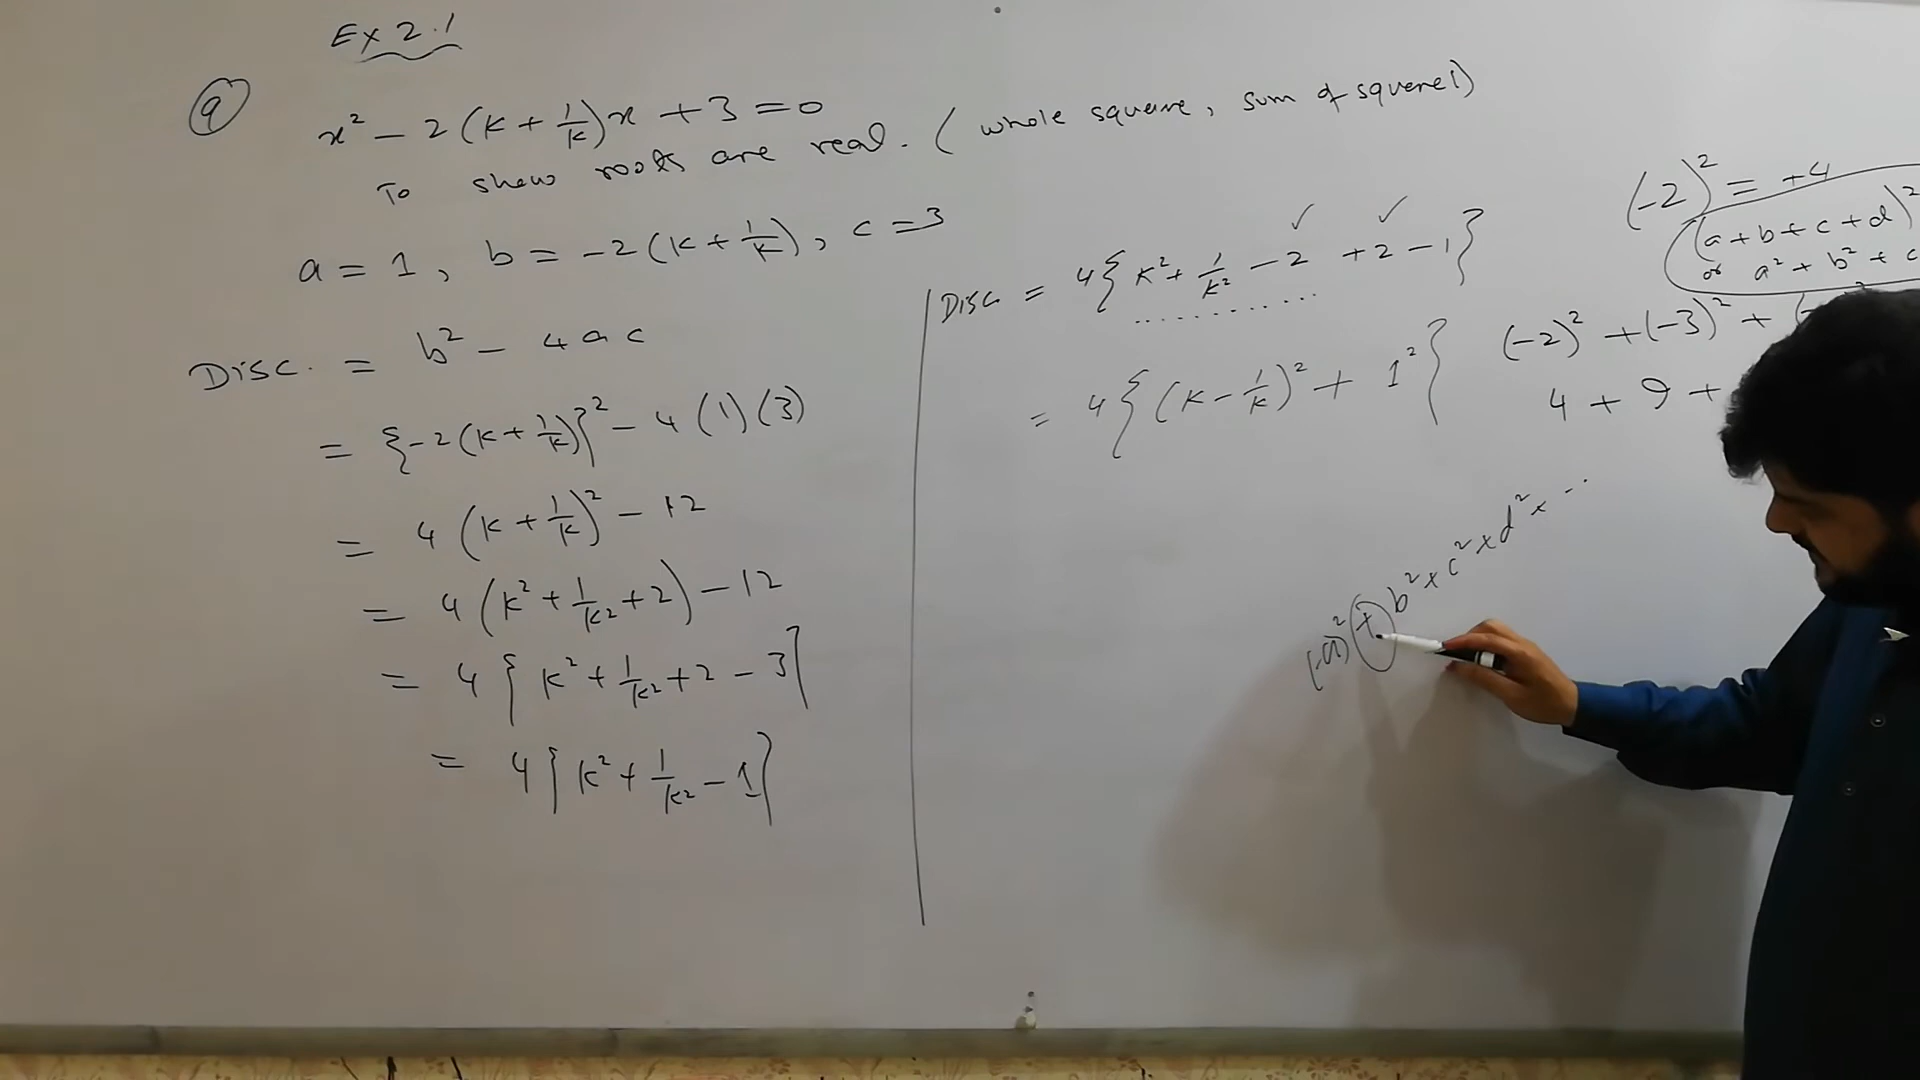 Ex 2.1
9
x² - 2 (k + 1/k) x + 3 = 0
To show roots are real. ( whole square, sum of squares)
a = 1 , b = -2 (k + 1/k) , c = 3
Disc. = b² - 4ac
= {-2(k + 1/k)}² - 4 (1) (3)
= 4 (k + 1/k)² - 12
= 4 (k² + 1/k² + 2) - 12
= 4 { k² + 1/k² + 2 - 3 }
= 4 { k² + 1/k² - 1 }
Disc = 4 { k² + 1/k² - 2 + 2 - 1 }
= 4 { (k - 1/k)² + 1² }
(-2)² = +4
(a + b + c + d)²
or a² + b² + c
(-2)² + (-3)² + (-
4 + 9 +
(-a)² + b² × c² × d² × - -